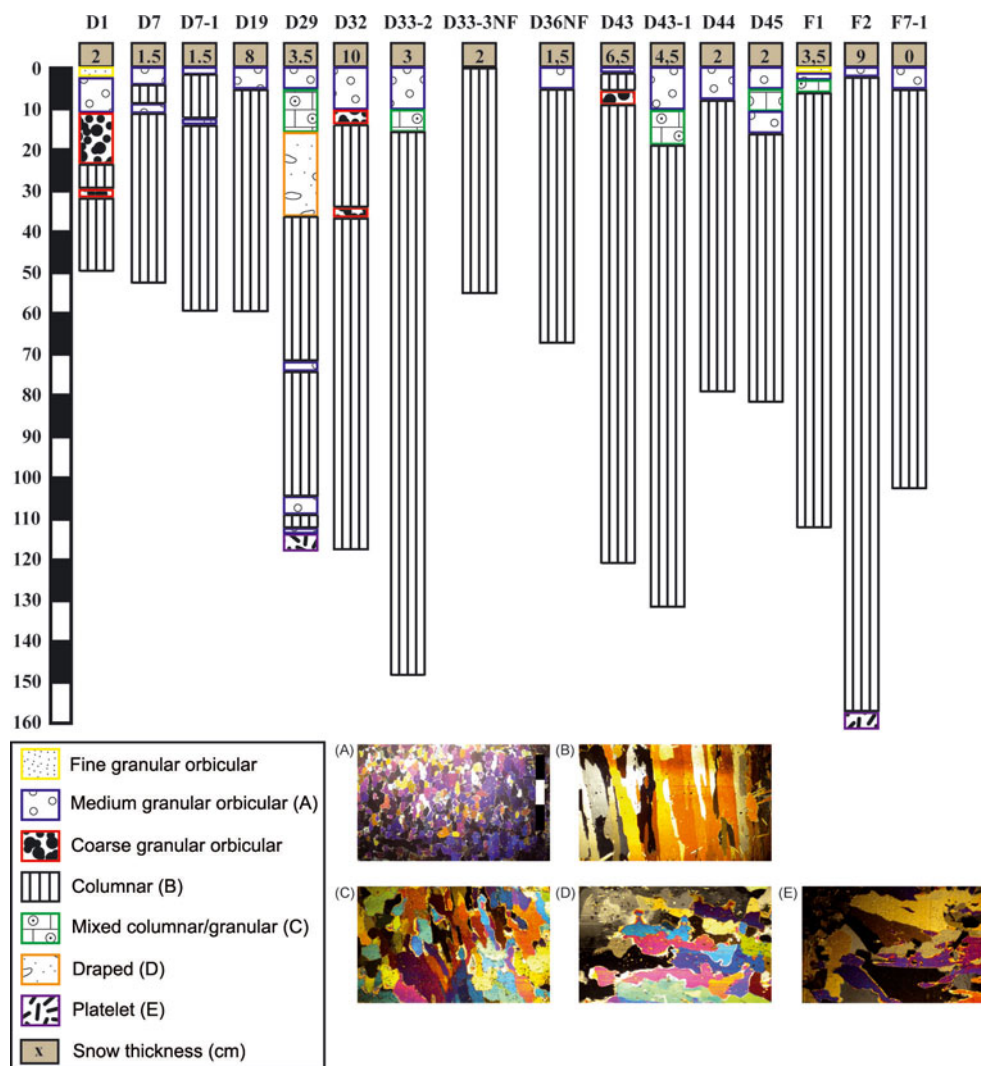 D1 D7 D7-1 D19 D29 D32 D33-2 D33-3NF D36NF D43 D43-1 D44 D45 F1 F2 F7-1
2 1.5 1.5 8 3.5 10 3 2 1,5 6,5 4,5 2 2 3,5 9 0
0
10
20
30
40
50
60
70
80
90
100
110
120
130
140
150
160
Fine granular orbicular
Medium granular orbicular (A)
Coarse granular orbicular
Columnar (B)
Mixed columnar/granular (C)
Draped (D)
Platelet (E)
x Snow thickness (cm)
(A) (B)
(C) (D) (E)